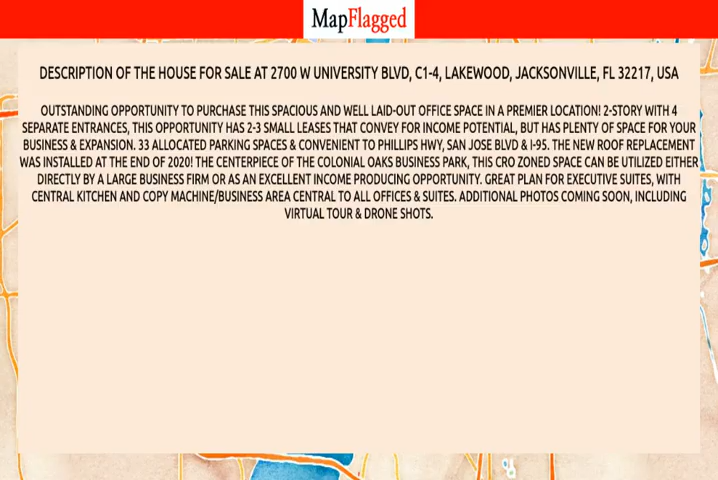 MapFlagged
DESCRIPTION OF THE HOUSE FOR SALE AT 2700 W UNIVERSITY BLVD, C1-4, LAKEWOOD, JACKSONVILLE, FL 32217, USA
OUTSTANDING OPPORTUNITY TO PURCHASE THIS SPACIOUS AND WELL LAID-OUT OFFICE SPACE IN A PREMIER LOCATION! 2-STORY WITH 4
SEPARATE ENTRANCES, THIS OPPORTUNITY HAS 2-3 SMALL LEASES THAT CONVEY FOR INCOME POTENTIAL, BUT HAS PLENTY OF SPACE FOR YOUR
BUSINESS & EXPANSION. 33 ALLOCATED PARKING SPACES & CONVENIENT TO PHILLIPS HWY, SAN JOSE BLVD & I-95. THE NEW ROOF REPLACEMENT
WAS INSTALLED AT THE END OF 2020! THE CENTERPIECE OF THE COLONIAL OAKS BUSINESS PARK, THIS CRO ZONED SPACE CAN BE UTILIZED EITHER
DIRECTLY BY A LARGE BUSINESS FIRM OR AS AN EXCELLENT INCOME PRODUCING OPPORTUNITY. GREAT PLAN FOR EXECUTIVE SUITES, WITH
CENTRAL KITCHEN AND COPY MACHINE/BUSINESS AREA CENTRAL TO ALL OFFICES & SUITES. ADDITIONAL PHOTOS COMING SOON, INCLUDING
VIRTUAL TOUR & DRONE SHOTS.